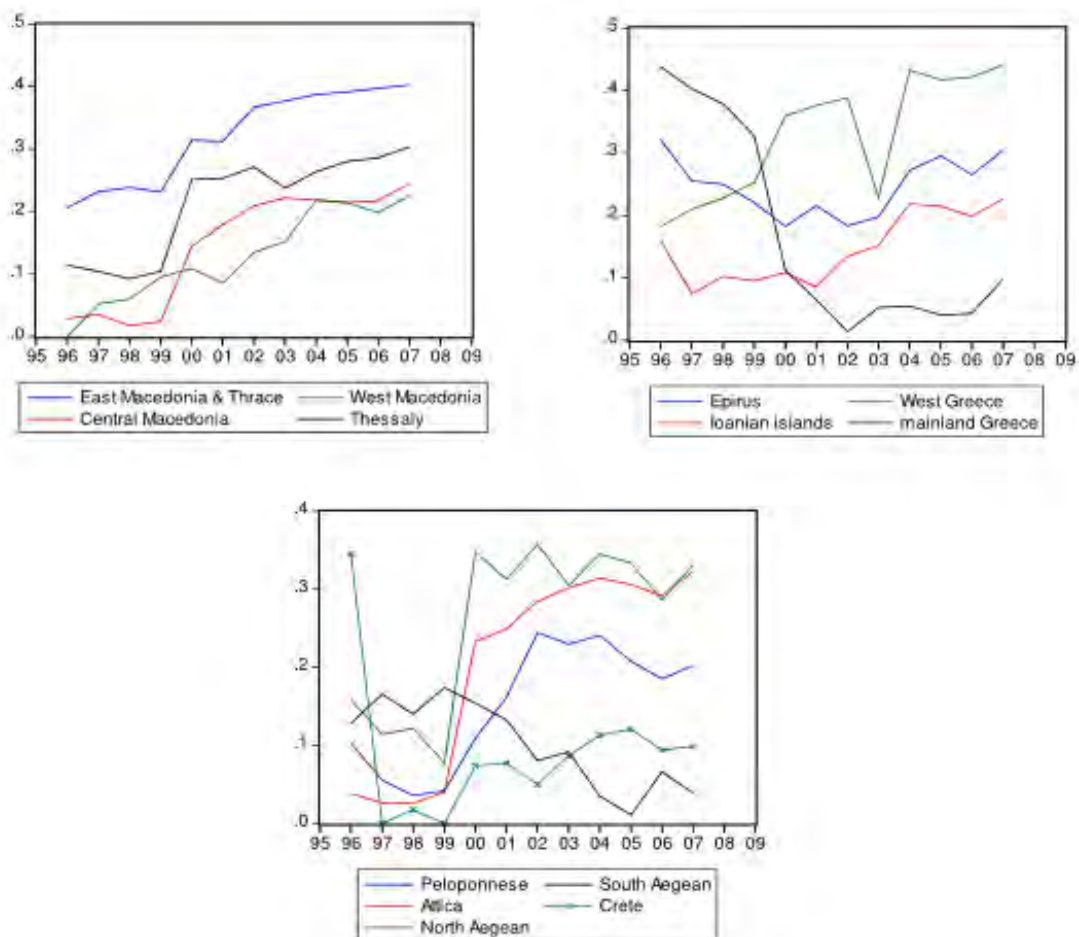 .5
.4
.3
.2
.1
.0
95 96 97 98 99 00 01 02 03 04 05 06 07 08 09
East Macedonia & Thrace West Macedonia
Central Macedonia Thessaly
.5
.4
.3
.2
.1
.0
95 96 97 98 99 00 01 02 03 04 05 06 07 08 09
Epirus West Greece
Ioanian islands mainland Greece
.4
.3
.2
.1
.0
95 96 97 98 99 00 01 02 03 04 05 06 07 08 09
Peloponnese South Aegean
Attica Crete
North Aegean